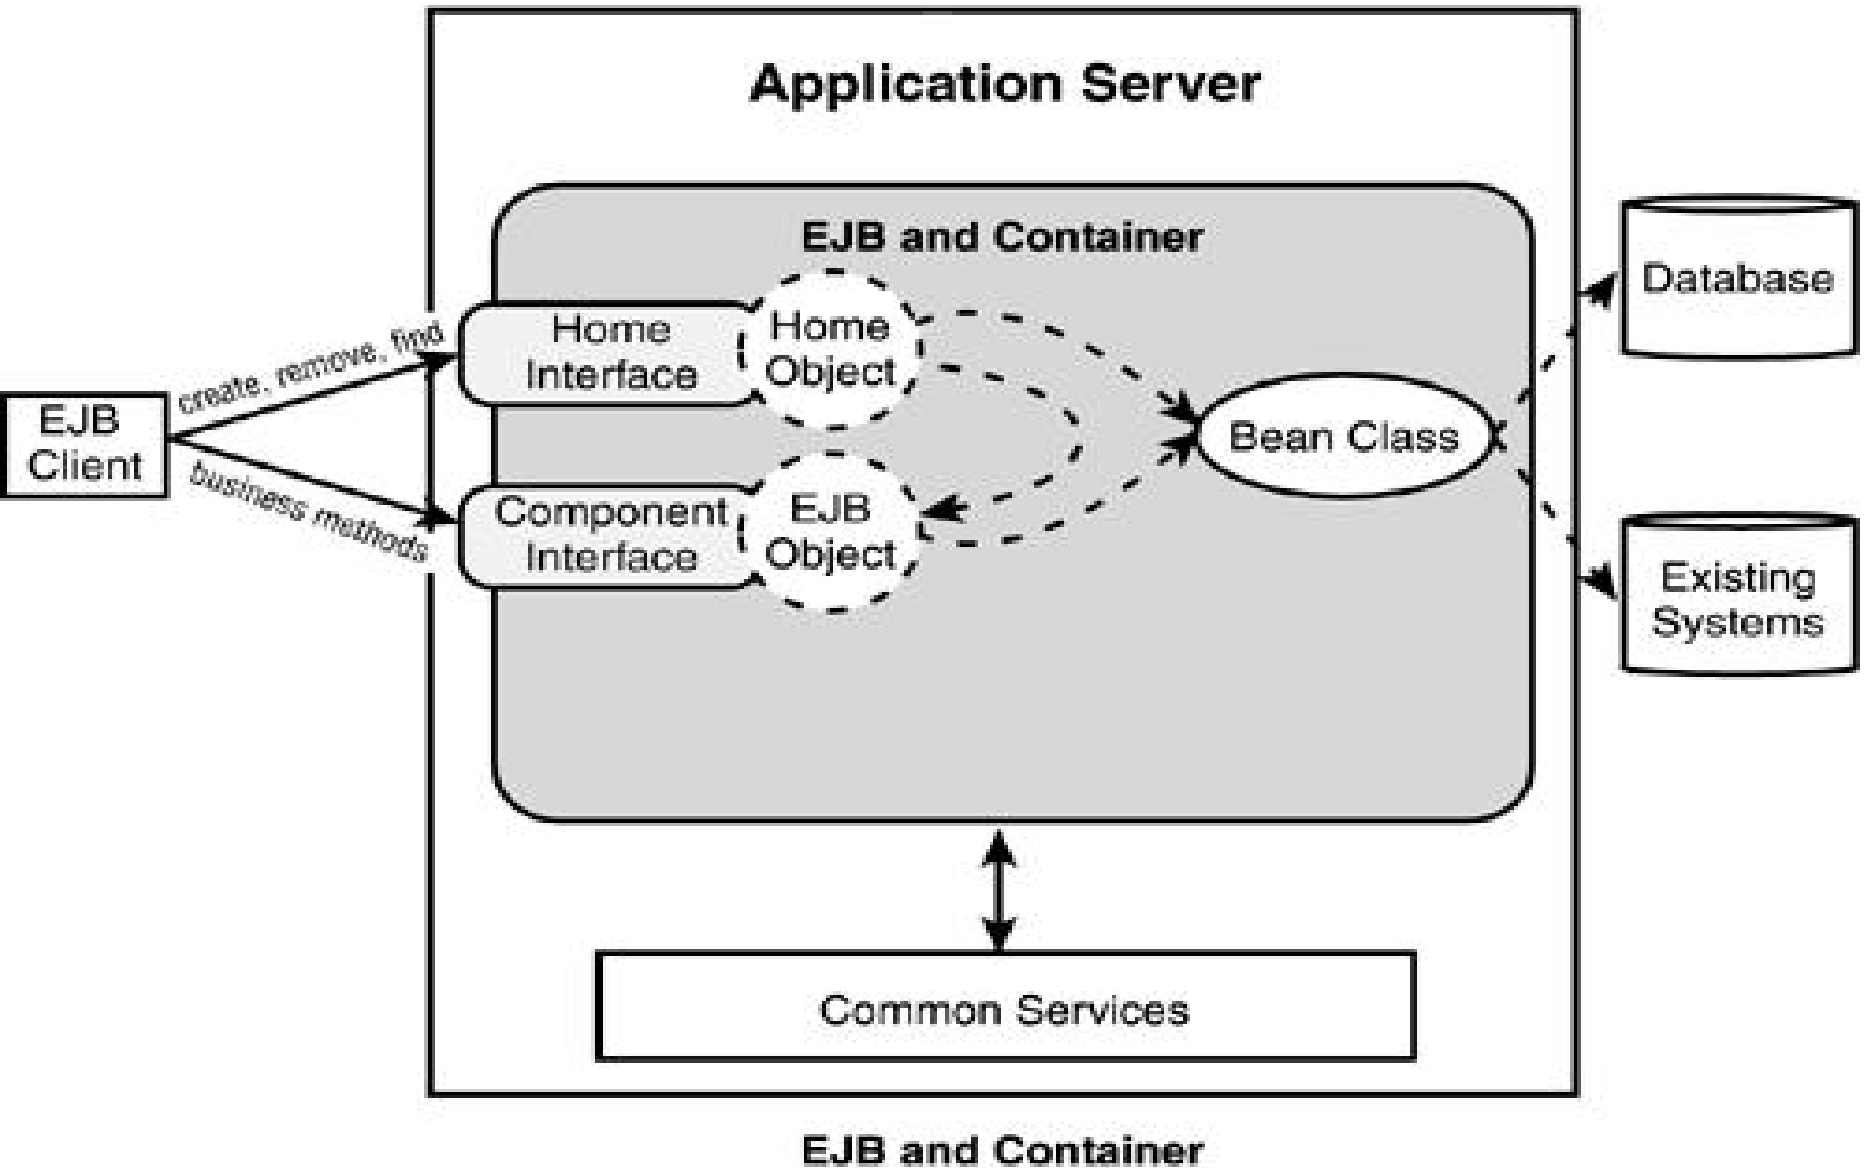 Application Server
EJB and Container
Home
Interface
Home
Object
create, remove, find
EJB
Client
business methods
Component
Interface
EJB
Object
Bean Class
Database
Existing
Systems
Common Services
EJB and Container